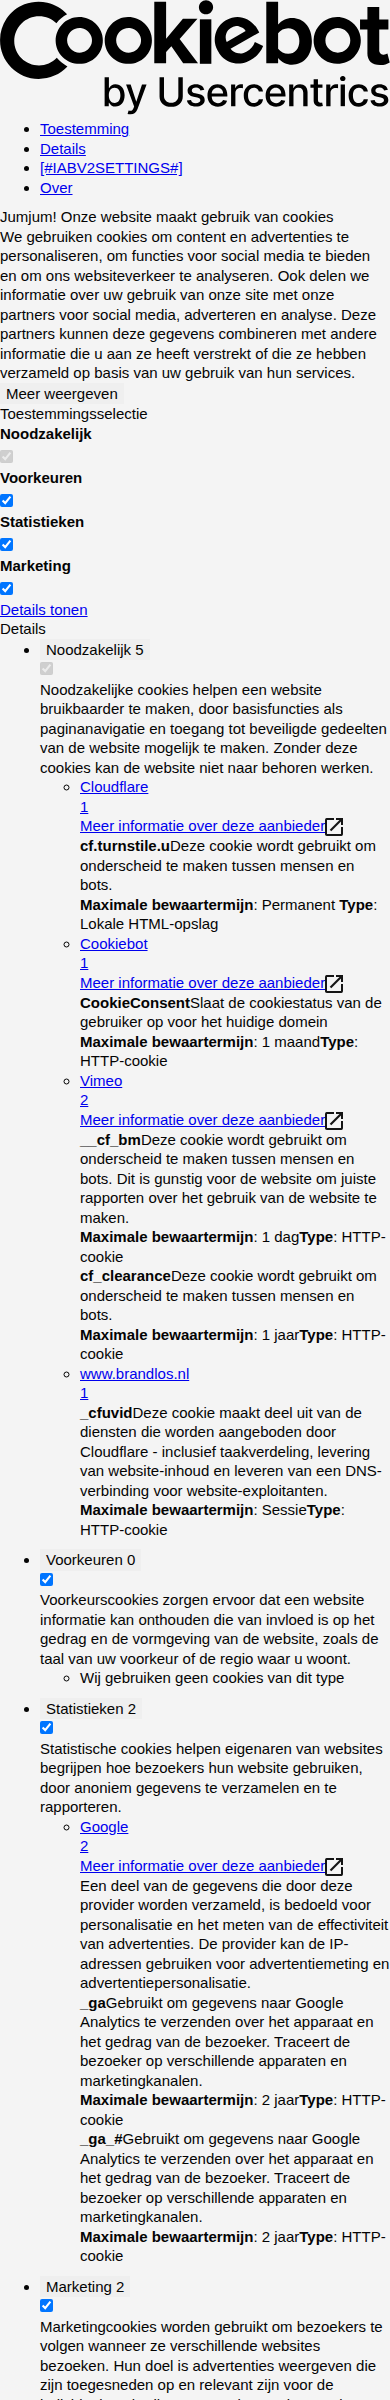 Cookiebot
by Usercentrics
Toestemming
Details
[#IABV2SETTINGS#]
Over
Jumjum! Onze website maakt gebruik van cookies
We gebruiken cookies om content en advertenties te
personaliseren, om functies voor social media te bieden
en om ons websiteverkeer te analyseren. Ook delen we
informatie over uw gebruik van onze site met onze
partners voor social media, adverteren en analyse. Deze
partners kunnen deze gegevens combineren met andere
informatie die u aan ze heeft verstrekt of die ze hebben
verzameld op basis van uw gebruik van hun services.
Meer weergeven
Toestemmingsselectie
Noodzakelijk
Voorkeuren
Statistieken
Marketing
Details tonen
Details
Noodzakelijk 5
Noodzakelijke cookies helpen een website
bruikbaarder te maken, door basisfuncties als
paginanavigatie en toegang tot beveiligde gedeelten
van de website mogelijk te maken. Zonder deze
cookies kan de website niet naar behoren werken.
Cloudflare
1
Meer informatie over deze aanbieder
cf.turnstile.uDeze cookie wordt gebruikt om
onderscheid te maken tussen mensen en
bots.
Maximale bewaartermijn: Permanent Type:
Lokale HTML-opslag
Cookiebot
1
Meer informatie over deze aanbieder
CookieConsentSlaat de cookiestatus van de
gebruiker op voor het huidige domein
Maximale bewaartermijn: 1 maandType:
HTTP-cookie
Vimeo
2
Meer informatie over deze aanbieder
__cf_bmDeze cookie wordt gebruikt om
onderscheid te maken tussen mensen en
bots. Dit is gunstig voor de website om juiste
rapporten over het gebruik van de website te
maken.
Maximale bewaartermijn: 1 dagType: HTTP-
cookie
cf_clearanceDeze cookie wordt gebruikt om
onderscheid te maken tussen mensen en
bots.
Maximale bewaartermijn: 1 jaarType: HTTP-
cookie
www.brandlos.nl
1
_cfuvidDeze cookie maakt deel uit van de
diensten die worden aangeboden door
Cloudflare - inclusief taakverdeling, levering
van website-inhoud en leveren van een DNS-
verbinding voor website-exploitanten.
Maximale bewaartermijn: SessieType:
HTTP-cookie
Voorkeuren 0
Voorkeurscookies zorgen ervoor dat een website
informatie kan onthouden die van invloed is op het
gedrag en de vormgeving van de website, zoals de
taal van uw voorkeur of de regio waar u woont.
Wij gebruiken geen cookies van dit type
Statistieken 2
Statistische cookies helpen eigenaren van websites
begrijpen hoe bezoekers hun website gebruiken,
door anoniem gegevens te verzamelen en te
rapporteren.
Google
2
Meer informatie over deze aanbieder
Een deel van de gegevens die door deze
provider worden verzameld, is bedoeld voor
personalisatie en het meten van de effectiviteit
van advertenties. De provider kan de IP-
adressen gebruiken voor advertentiemeting en
advertentiepersonalisatie.
_gaGebruikt om gegevens naar Google
Analytics te verzenden over het apparaat en
het gedrag van de bezoeker. Traceert de
bezoeker op verschillende apparaten en
marketingkanalen.
Maximale bewaartermijn: 2 jaarType: HTTP-
cookie
_ga_#Gebruikt om gegevens naar Google
Analytics te verzenden over het apparaat en
het gedrag van de bezoeker. Traceert de
bezoeker op verschillende apparaten en
marketingkanalen.
Maximale bewaartermijn: 2 jaarType: HTTP-
cookie
Marketing 2
Marketingcookies worden gebruikt om bezoekers te
volgen wanneer ze verschillende websites
bezoeken. Hun doel is advertenties weergeven die
zijn toegesneden op en relevant zijn voor de